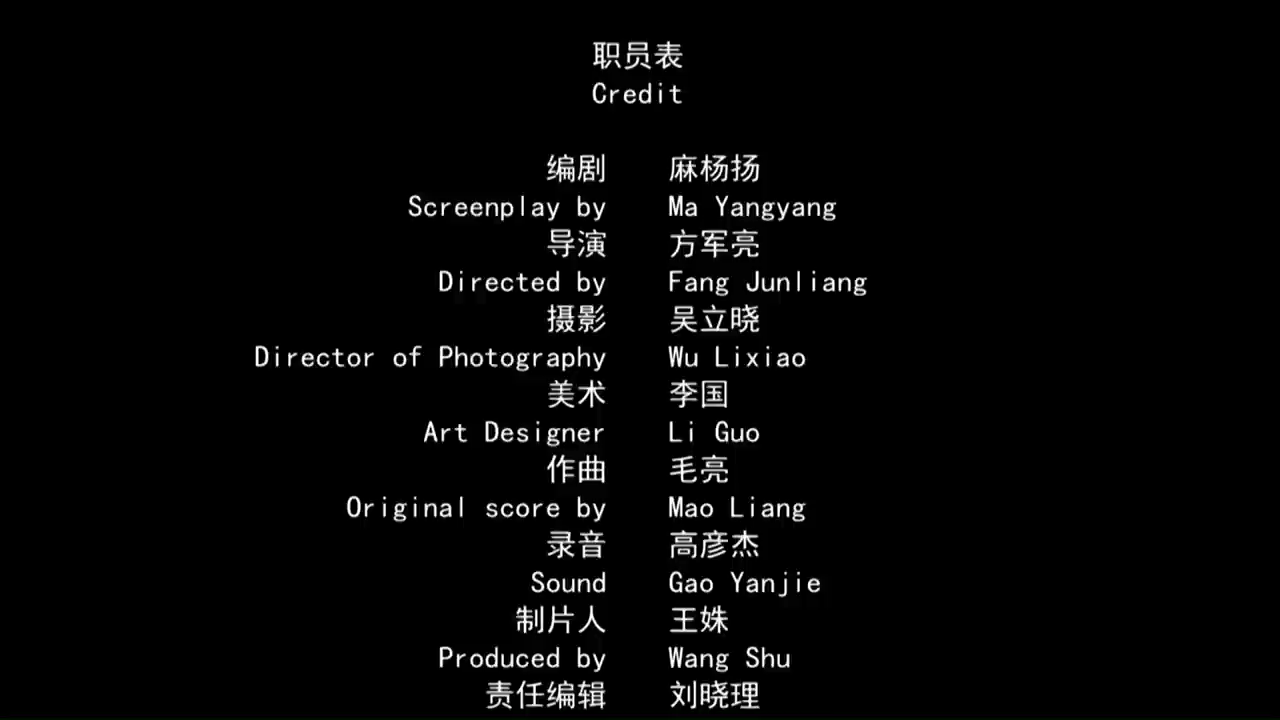 职员表
Credit
编剧 麻杨扬
Screenplay by Ma Yangyang
导演 方军亮
Directed by Fang Junliang
摄影 吴立晓
Director of Photography Wu Lixiao
美术 李国
Art Designer Li Guo
作曲 毛亮
Original score by Mao Liang
录音 高彦杰
Sound Gao Yanjie
制片人 王姝
Produced by Wang Shu
责任编辑 刘晓理